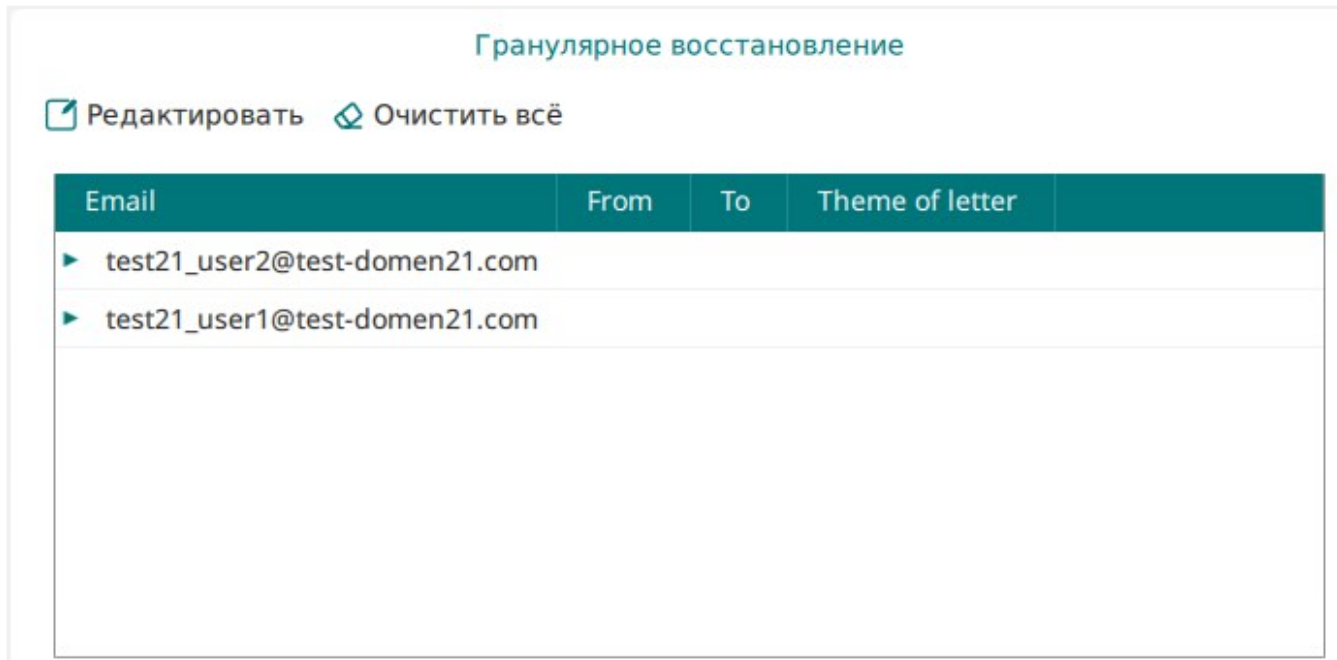 Гранулярное восстановление
Редактировать Очистить всё
Email From To Theme of letter
test21_user2@test-domen21.com
test21_user1@test-domen21.com